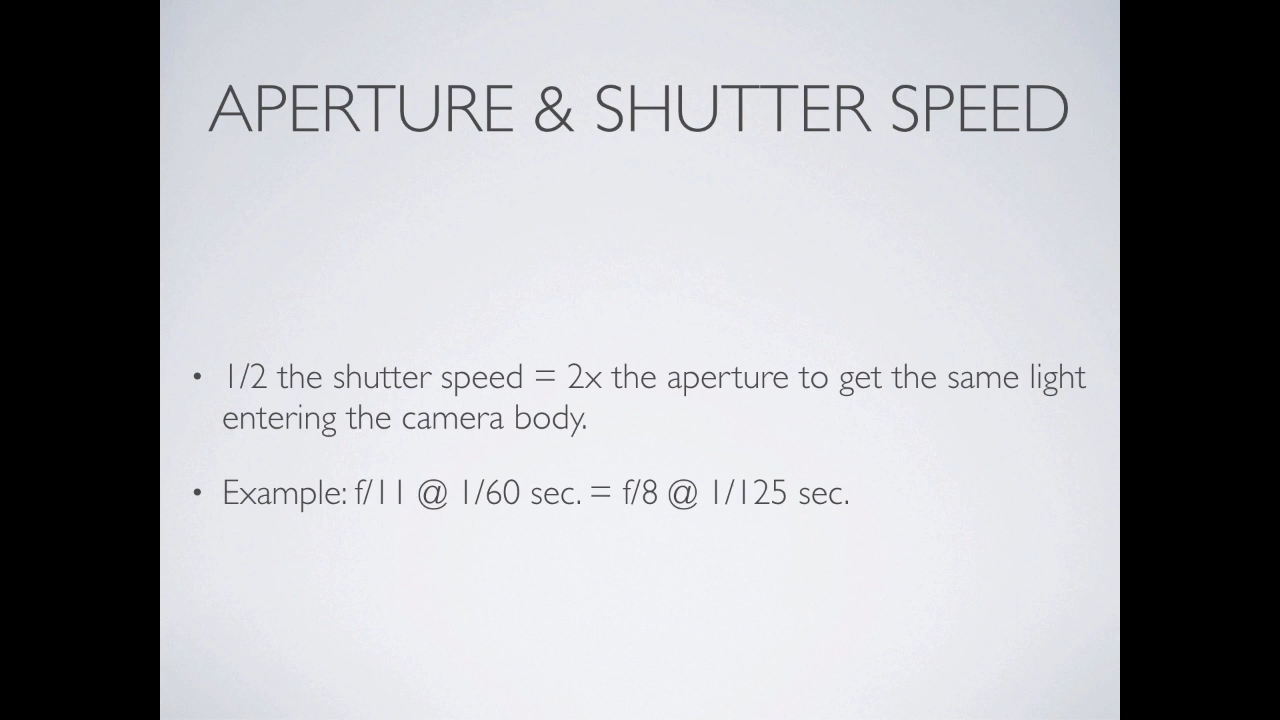 APERTURE & SHUTTER SPEED
• 1/2 the shutter speed = 2x the aperture to get the same light
entering the camera body.
• Example: f/11 @ 1/60 sec. = f/8 @ 1/125 sec.